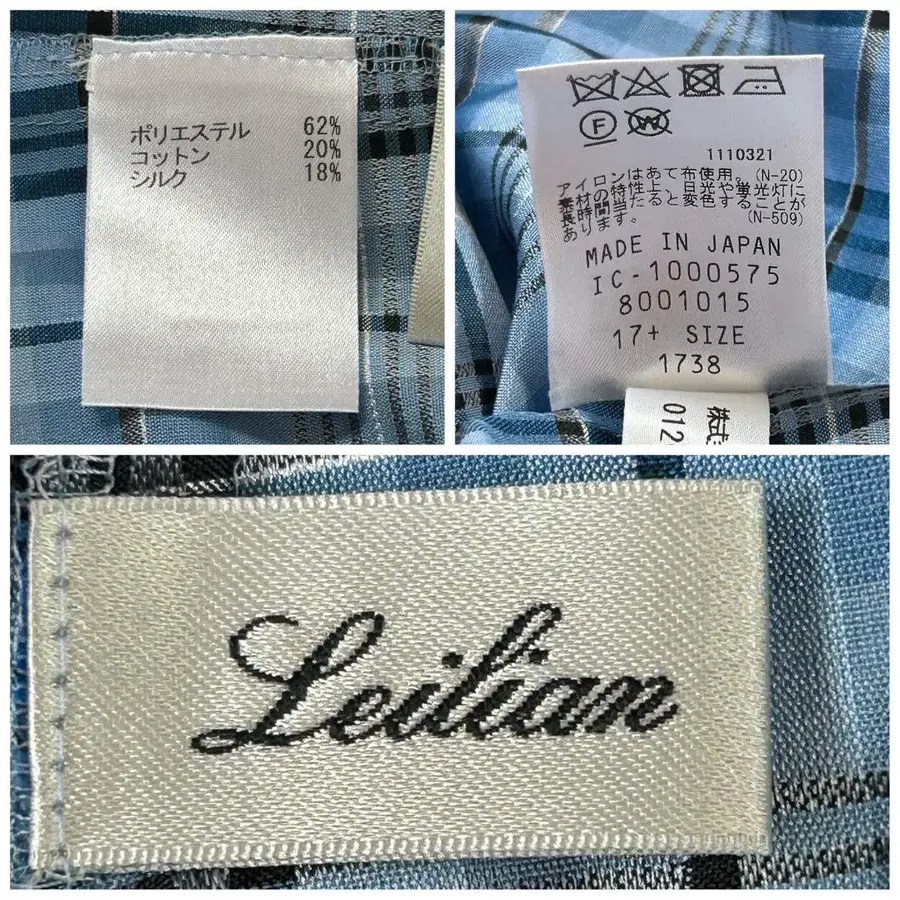 ポリエステル 62%
コットン 20%
シルク 18%
F W
1110321
アイロンはあて布使用。(N-20)
素材の特性上、日光や蛍光灯に
長時間当たると変色することが
あります。 (N-509)
MADE IN JAPAN
IC-1000575
8001015
17+ SIZE
1738
株式
012
Leilian